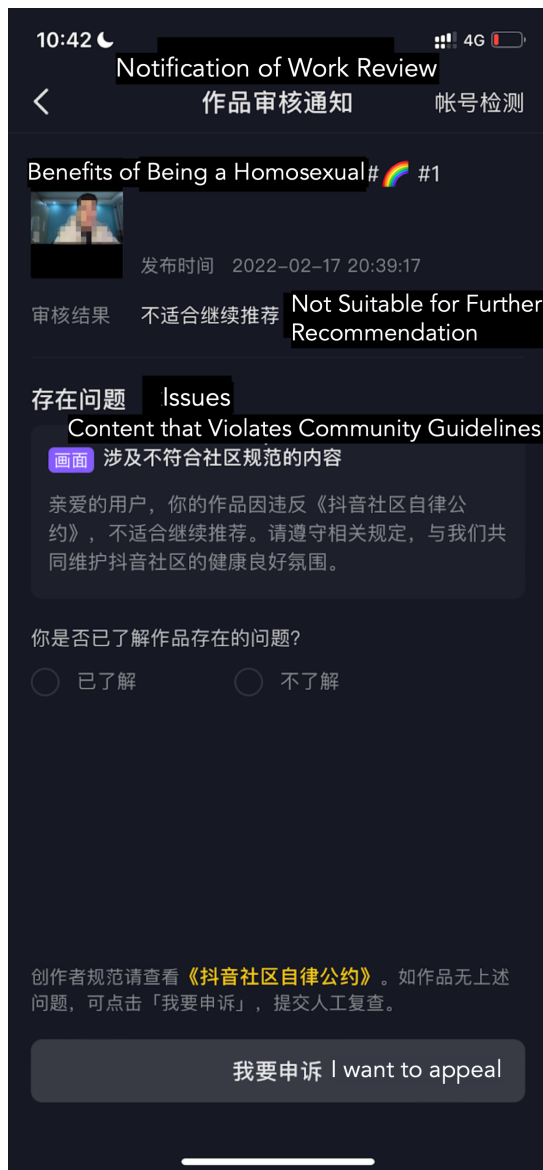 10:42 4G
Notification of Work Review
作品审核通知 帐号检测
Benefits of Being a Homosexual#🌈 #1
发布时间 2022-02-17 20:39:17
审核结果 不适合继续推荐 Not Suitable for Further
Recommendation
存在问题 Issues
Content that Violates Community Guidelines
画面 涉及不符合社区规范的内容
亲爱的用户，你的作品因违反《抖音社区自律公
约》，不适合继续推荐。请遵守相关规定，与我们共
同维护抖音社区的健康良好氛围。
你是否已了解作品存在的问题?
已了解 不了解
创作者规范请查看《抖音社区自律公约》。如作品无上述
问题，可点击「我要申诉」，提交人工复查。
我要申诉 I want to appeal